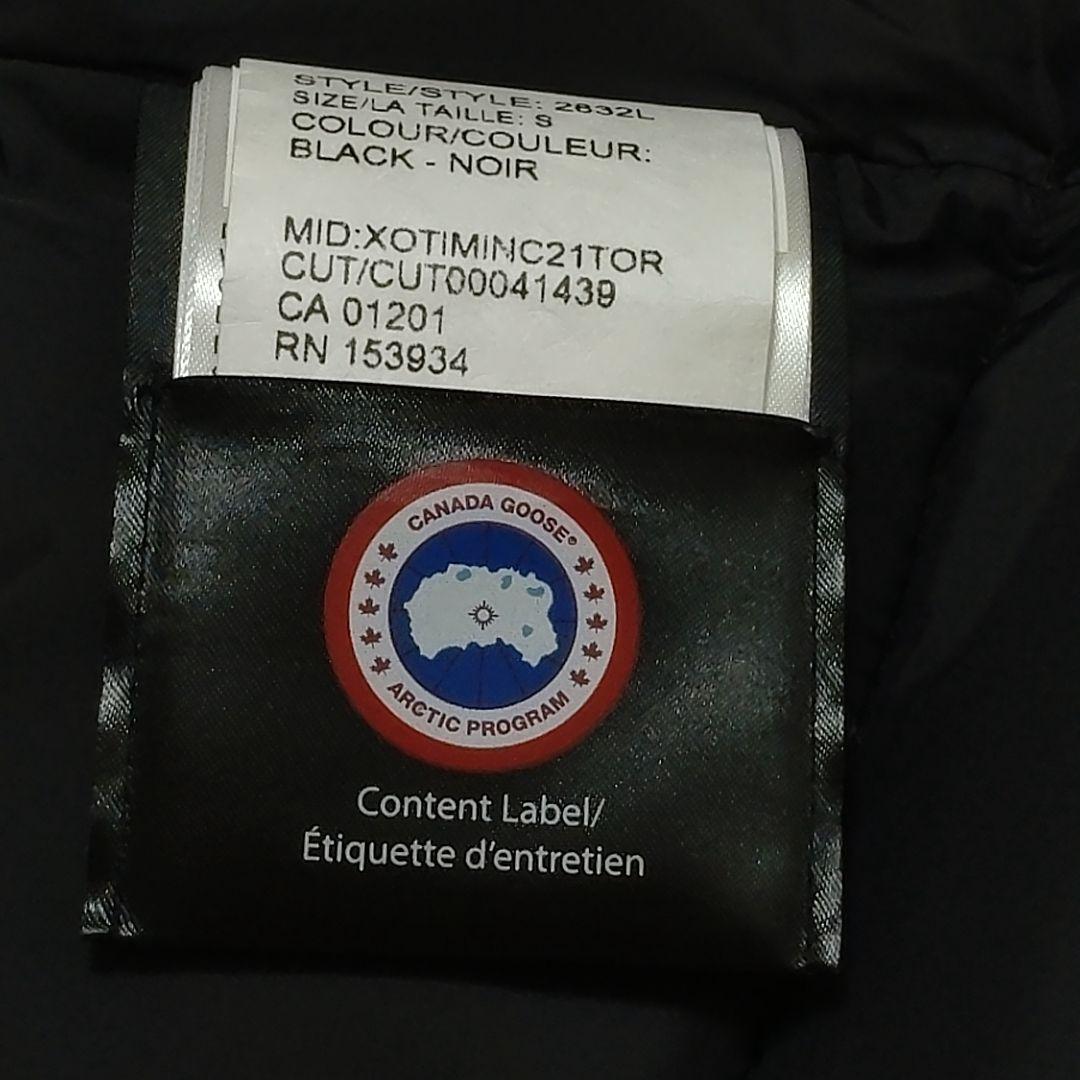 STYLE/STYLE: 2632L
SIZE/LA TAILLE: S
COLOUR/COULEUR:
BLACK - NOIR
MID:XOTIMINC21TOR
CUT/CUT00041439
CA 01201
RN 153934
CANADA GOOSE®
ARCTIC PROGRAM
Content Label/
Étiquette d'entretien